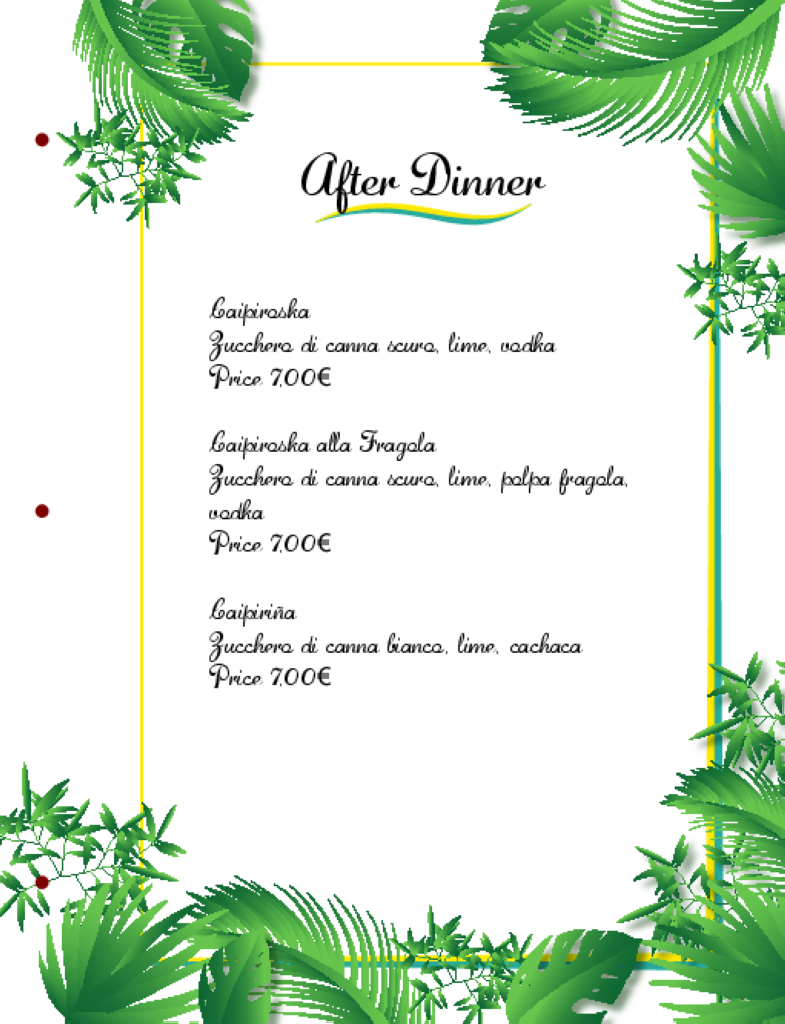 After Dinner
Caipiroska
Zucchero di canna scuro, lime, vodka
Price 7,00€
Caipiroska alla Fragola
Zucchero di canna scuro, lime, polpa fragola,
vodka
Price 7,00€
Caipiriña
Zucchero di canna bianco, lime, cachaca
Price 7,00€